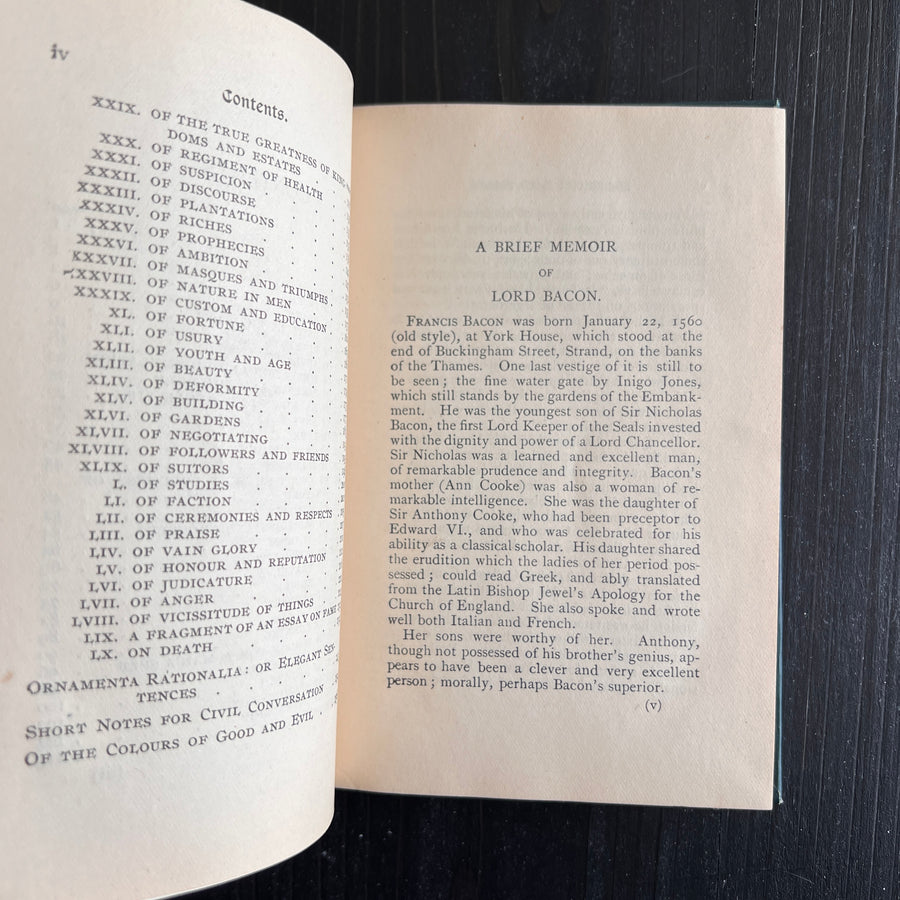 iv
Contents.
XXIX. OF THE TRUE GREATNESS OF KING-
DOMS AND ESTATES
XXX. OF REGIMENT OF HEALTH
XXXI. OF SUSPICION
XXXII. OF DISCOURSE
XXXIII. OF PLANTATIONS
XXXIV. OF RICHES
XXXV. OF PROPHECIES
XXXVI. OF AMBITION
XXXVII. OF MASQUES AND TRIUMPHS
XXXVIII. OF NATURE IN MEN
XXXIX. OF CUSTOM AND EDUCATION
XL. OF FORTUNE
XLI. OF USURY
XLII. OF YOUTH AND AGE
XLIII. OF BEAUTY
XLIV. OF DEFORMITY
XLV. OF BUILDING
XLVI. OF GARDENS
XLVII. OF NEGOTIATING
XLVIII. OF FOLLOWERS AND FRIENDS
XLIX. OF SUITORS
L. OF STUDIES
LI. OF FACTION
LII. OF CEREMONIES AND RESPECTS
LIII. OF PRAISE
LIV. OF VAIN GLORY
LV. OF HONOUR AND REPUTATION
LVI. OF JUDICATURE
LVII. OF ANGER
LVIII. OF VICISSITUDE OF THINGS
LIX. A FRAGMENT OF AN ESSAY ON FAME
LX. ON DEATH
ORNAMENTA RATIONALIA: OR ELEGANT SEN-
TENCES
SHORT NOTES FOR CIVIL CONVERSATION
OF THE COLOURS OF GOOD AND EVIL
A BRIEF MEMOIR
OF
LORD BACON.
FRANCIS BACON was born January 22, 1560
(old style), at York House, which stood at the
end of Buckingham Street, Strand, on the banks
of the Thames. One last vestige of it is still to
be seen; the fine water gate by Inigo Jones,
which still stands by the gardens of the Embank-
ment. He was the youngest son of Sir Nicholas
Bacon, the first Lord Keeper of the Seals invested
with the dignity and power of a Lord Chancellor.
Sir Nicholas was a learned and excellent man,
of remarkable prudence and integrity. Bacon's
mother (Ann Cooke) was also a woman of re-
markable intelligence. She was the daughter of
Sir Anthony Cooke, who had been preceptor to
Edward VI., and who was celebrated for his
ability as a classical scholar. His daughter shared
the erudition which the ladies of her period pos-
sessed; could read Greek, and ably translated
from the Latin Bishop Jewel's Apology for the
Church of England. She also spoke and wrote
well both Italian and French.
Her sons were worthy of her. Anthony,
though not possessed of his brother's genius, ap-
pears to have been a clever and very excellent
person; morally, perhaps Bacon's superior.
(v)